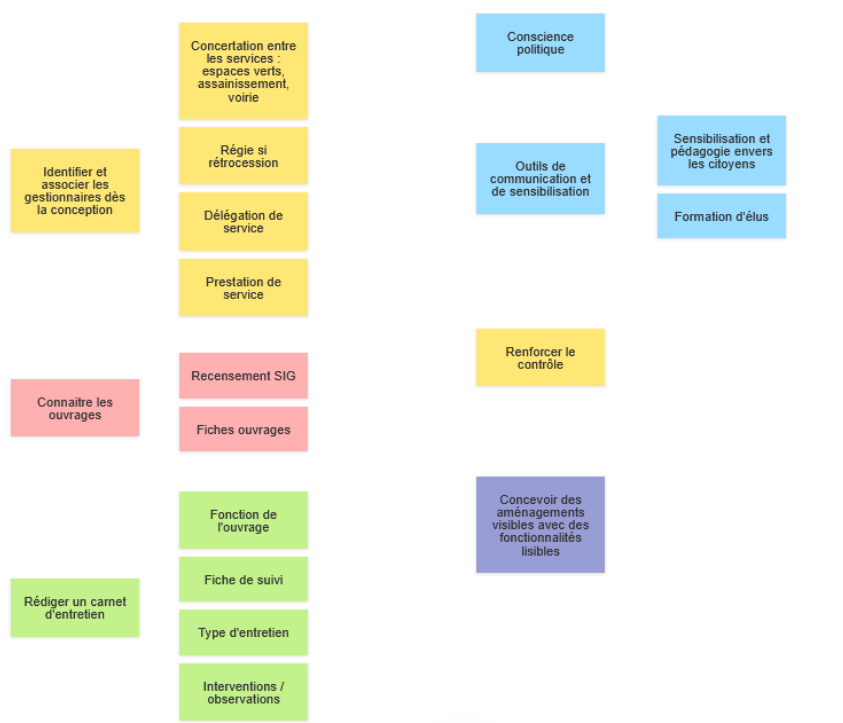 Concertation entre
les services :
espaces verts,
assainissement,
voirie
Régie si
rétrocession
Identifier et
associer les
gestionnaires dès
la conception
Délégation de
service
Prestation de
service
Recensement SIG
Connaitre les
ouvrages
Fiches ouvrages
Fonction de
l'ouvrage
Fiche de suivi
Rédiger un carnet
d'entretien
Type d'entretien
Interventions /
observations
Conscience
politique
Outils de
communication et
de sensibilisation
Sensibilisation et
pédagogie envers
les citoyens
Formation d'élus
Renforcer le
contrôle
Concevoir des
aménagements
visibles avec des
fonctionnalités
lisibles